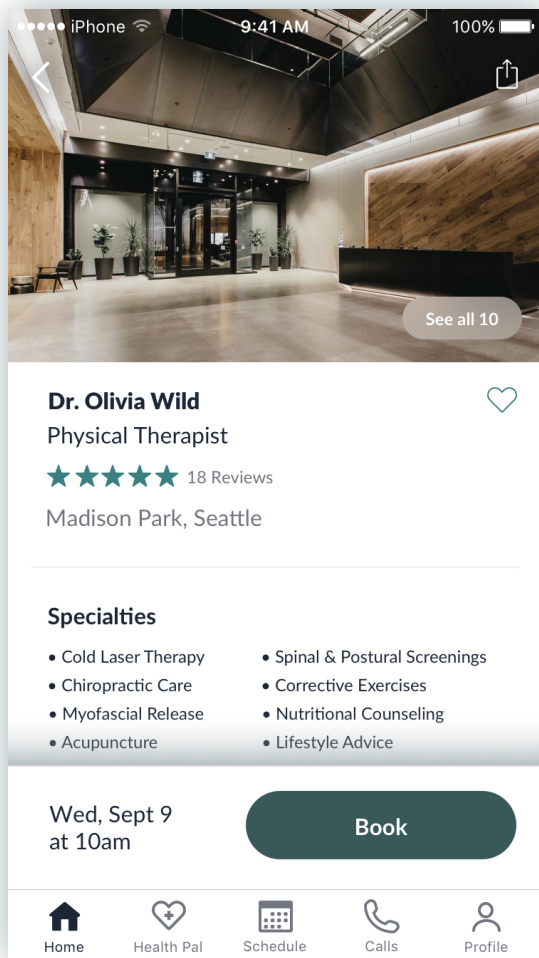 iPhone 9:41 AM 100%
See all 10
Dr. Olivia Wild
Physical Therapist
18 Reviews
Madison Park, Seattle
Specialties
• Cold Laser Therapy
• Chiropractic Care
• Myofascial Release
• Acupuncture
• Spinal & Postural Screenings
• Corrective Exercises
• Nutritional Counseling
• Lifestyle Advice
Wed, Sept 9
at 10am
Book
Home Health Pal Schedule Calls Profile